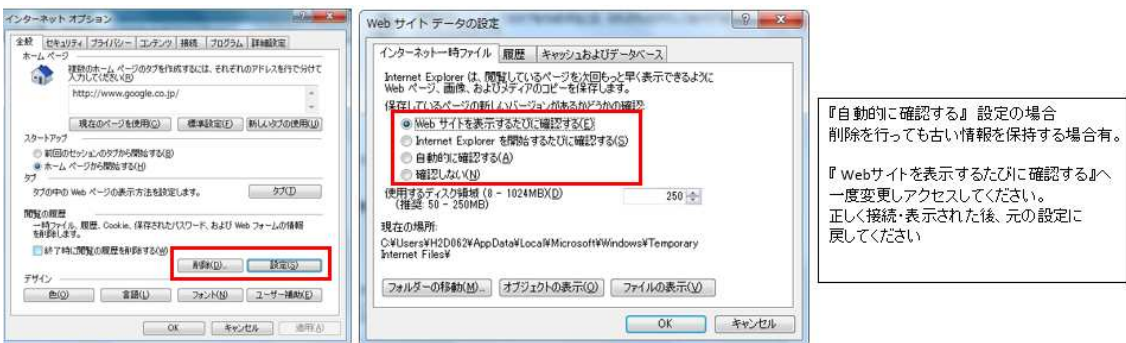 インターネット オプション
全般 セキュリティ プライバシー コンテンツ 接続 プログラム 詳細設定
ホーム ページ
複数のホーム ページのタブを作成するには、それぞれのアドレスを行で分けて
入力してください(R)
http://www.google.co.jp/
現在のページを使用(C) 標準設定(F) 新しいタブの使用(U)
スタートアップ
前回のセッションのタブから開始する(B)
ホーム ページから開始する(H)
タブ
タブの中の Web ページの表示方法を設定します。 タブ(T)
閲覧の履歴
一時ファイル、履歴、Cookie、保存されたパスワード、および Web フォームの情報
を削除します。
終了時に閲覧の履歴を削除する(W)
削除(D)... 設定(S)
デザイン
色(O) 言語(L) フォント(N) ユーザー補助(E)
OK キャンセル 適用(A)
Web サイト データの設定
インターネット一時ファイル 履歴 キャッシュおよびデータベース
Internet Explorer は、閲覧しているページを次回もっと早く表示できるように
Web ページ、画像、およびメディアのコピーを保存します。
保存しているページの新しいバージョンがあるかどうかの確認:
Web サイトを表示するたびに確認する(E)
Internet Explorer を開始するたびに確認する(S)
自動的に確認する(A)
確認しない(N)
使用するディスク領域 (8 - 1024MB)(D) 250
(推奨: 50 - 250MB)
現在の場所:
C:¥Users¥H2D062¥AppData¥Local¥Microsoft¥Windows¥Temporary
Internet Files¥
フォルダーの移動(M)... オブジェクトの表示(O) ファイルの表示(V)
OK キャンセル
『自動的に確認する』 設定の場合
削除を行っても古い情報を保持する場合有。
『 Webサイトを表示するたびに確認する』へ
一度変更しアクセスしてください。
正しく接続・表示された後、元の設定に
戻してください